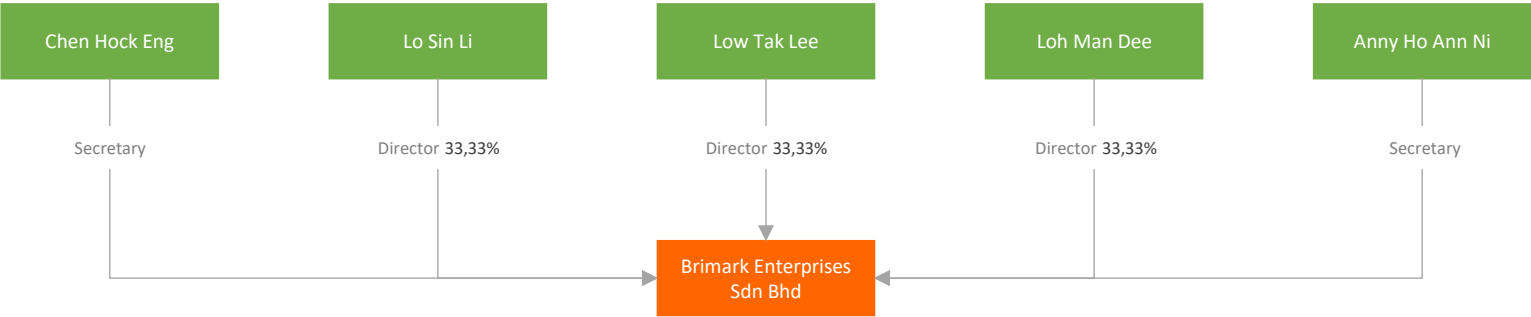 Chen Hock Eng
Lo Sin Li
Low Tak Lee
Loh Man Dee
Anny Ho Ann Ni
Secretary
Director 33,33%
Director 33,33%
Director 33,33%
Secretary
Brimark Enterprises
Sdn Bhd